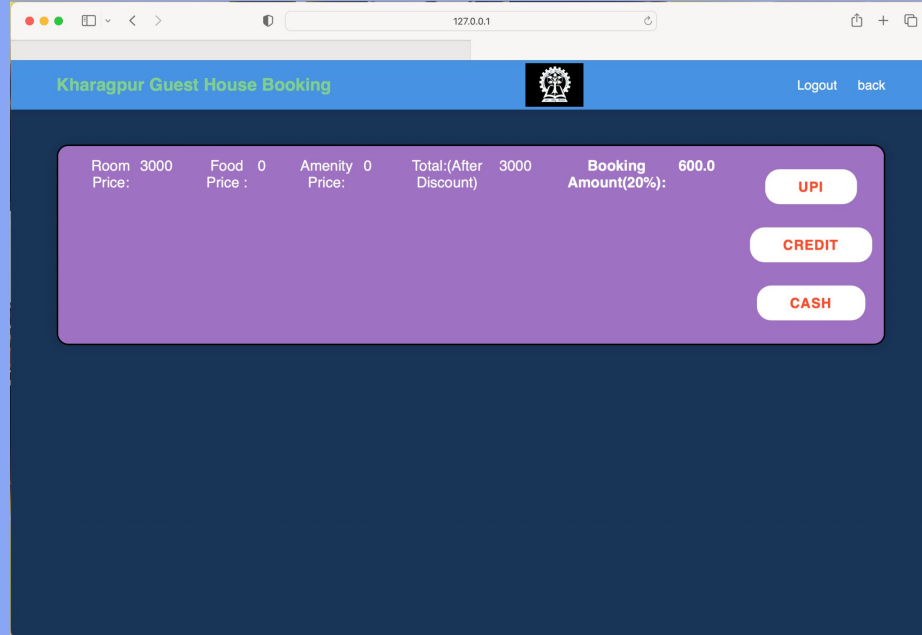 127.0.0.1
Kharagpur Guest House Booking
Logout back
Room 3000 Food 0 Amenity 0 Total:(After 3000 Booking 600.0
Price: Price : Price: Discount) Amount(20%):
UPI
CREDIT
CASH